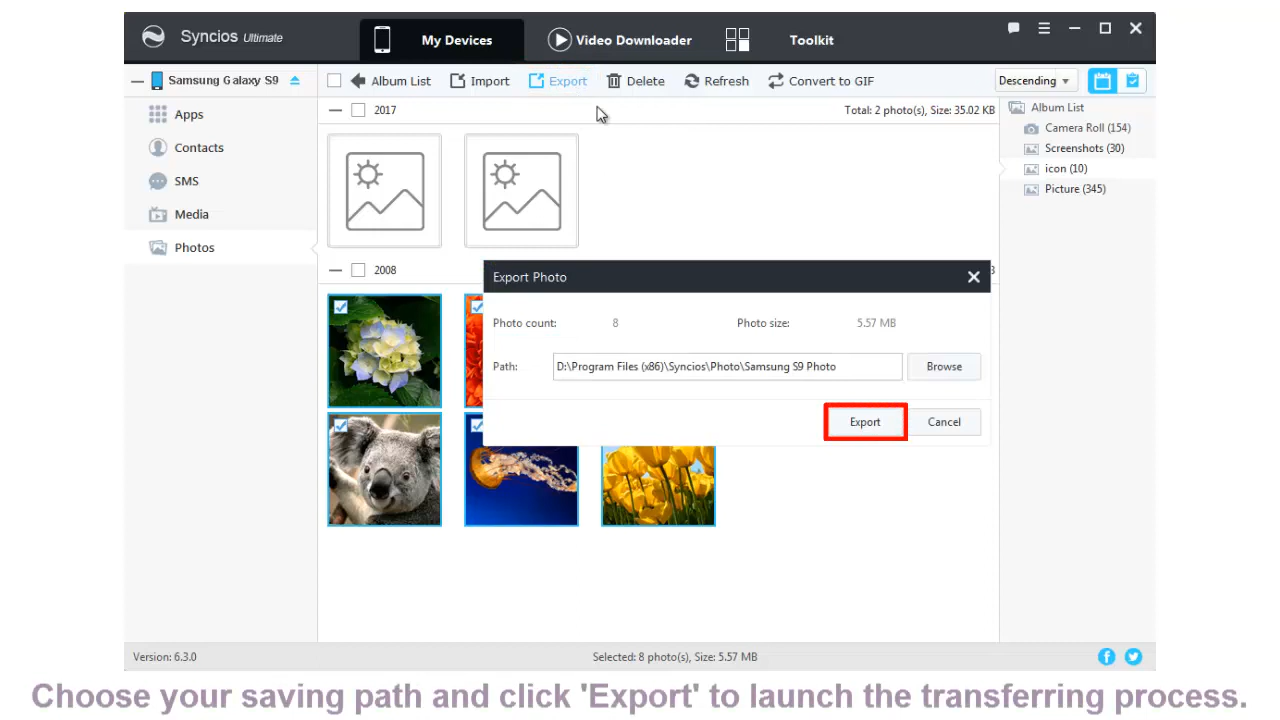 Syncios Ultimate
My Devices
Video Downloader
Toolkit
Samsung Galaxy S9
Album List
Import
Export
Delete
Refresh
Convert to GIF
Descending
Apps
Contacts
SMS
Media
Photos
2017
Total: 2 photo(s), Size: 35.02 KB
2008
Album List
Camera Roll (154)
Screenshots (30)
icon (10)
Picture (345)
Export Photo
Photo count: 8 Photo size: 5.57 MB
Path: D:\Program Files (x86)\Syncios\Photo\Samsung S9 Photo Browse
Export Cancel
Version: 6.3.0
Selected: 8 photo(s), Size: 5.57 MB
Choose your saving path and click 'Export' to launch the transferring process.